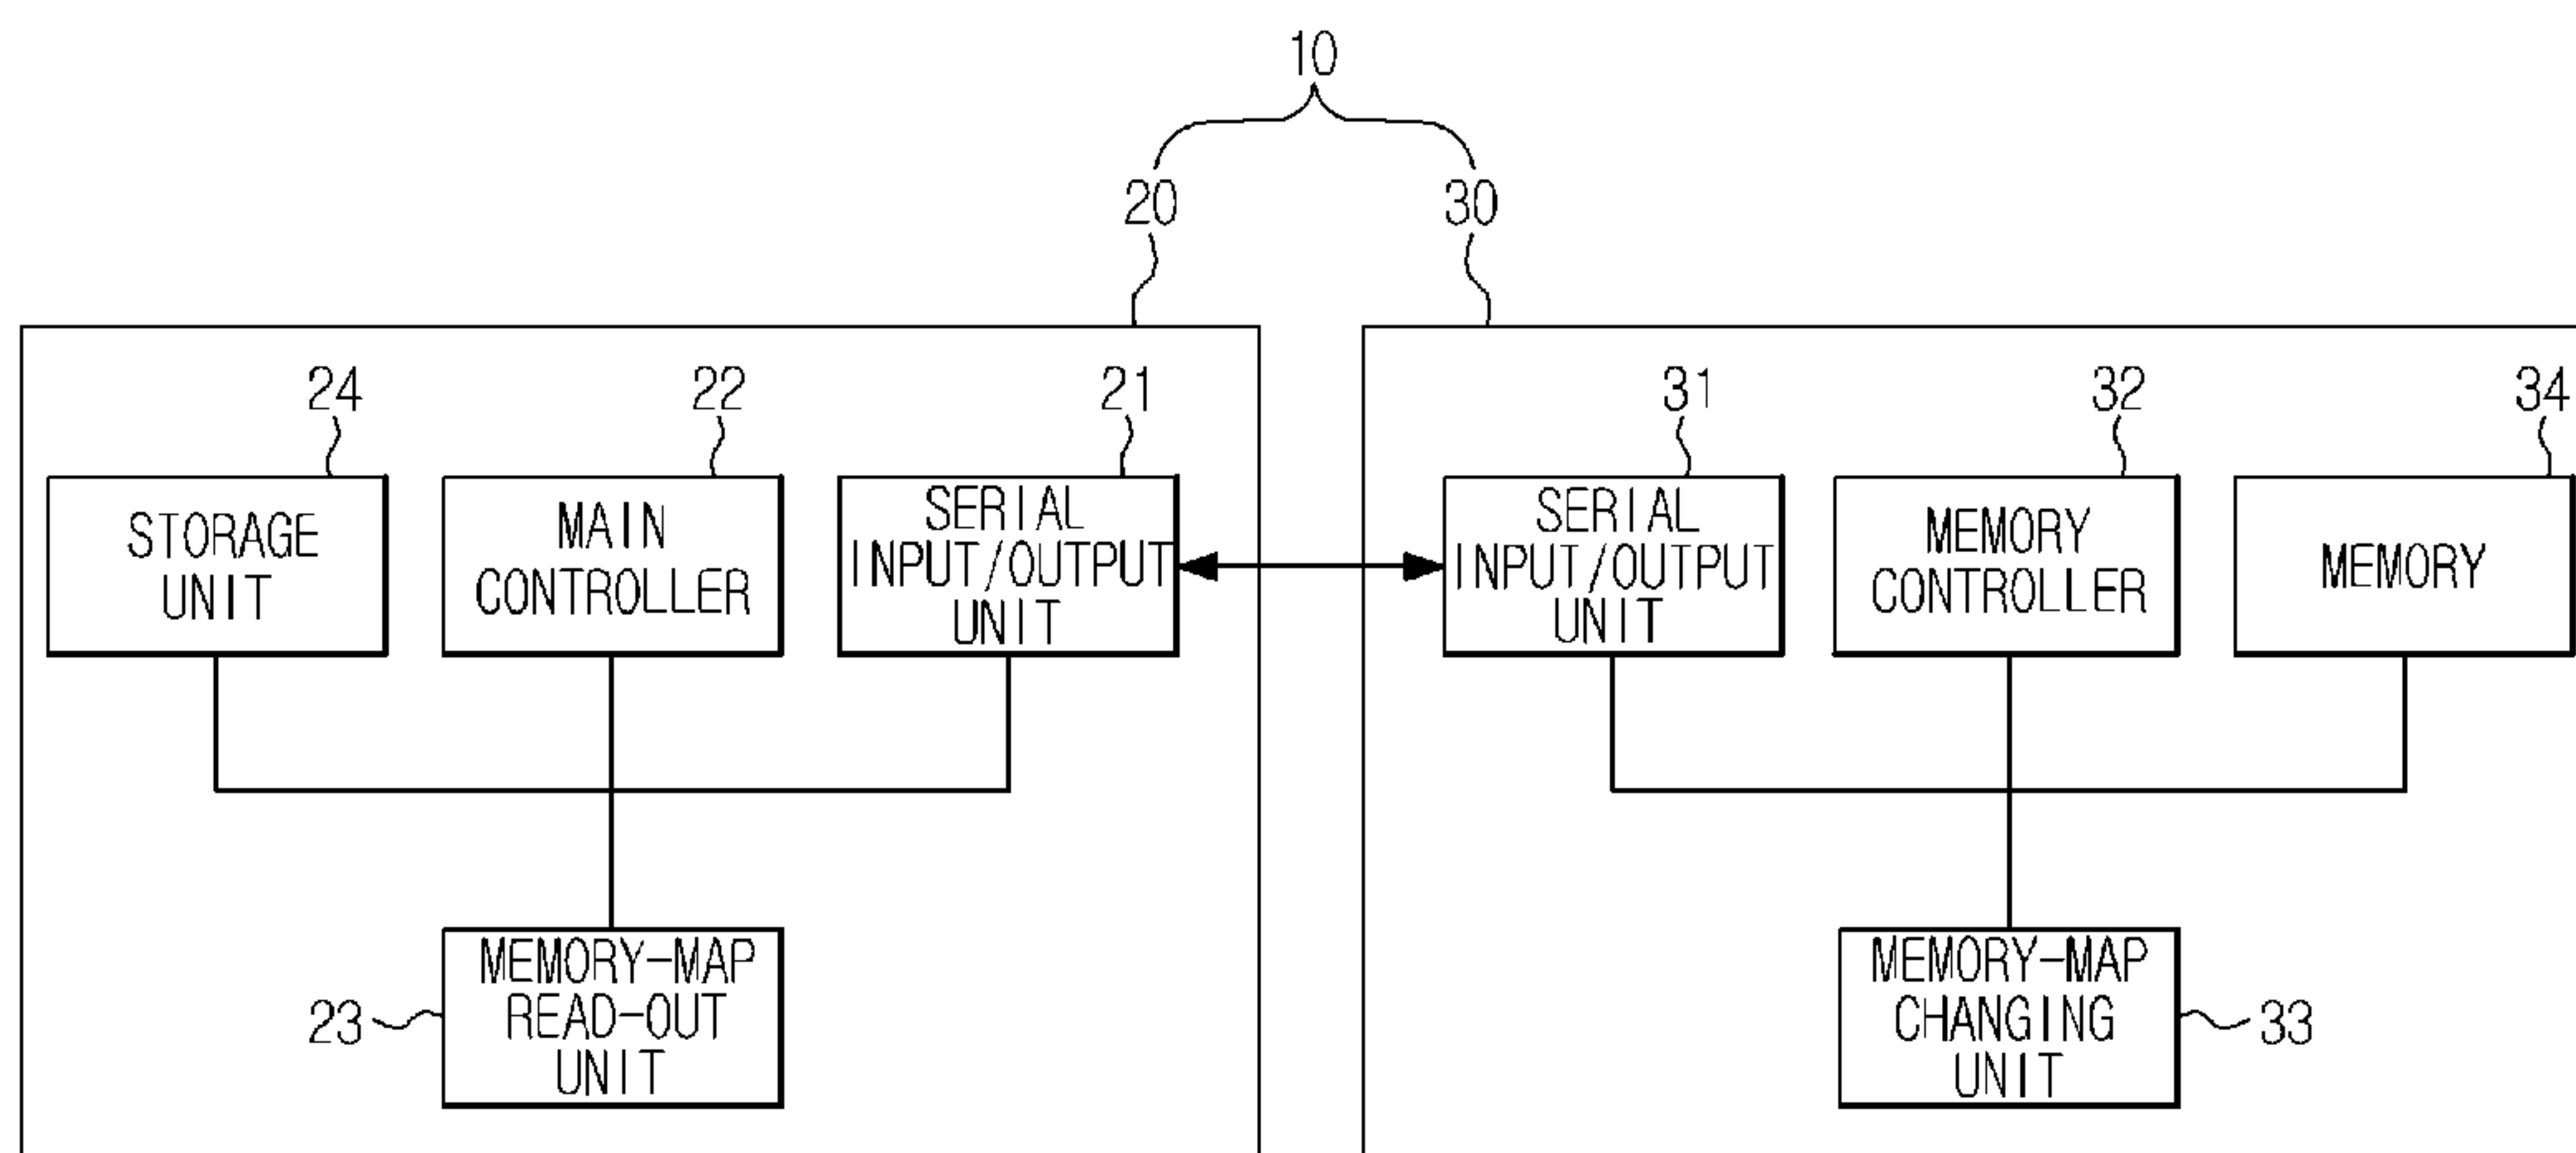 10
20
30
24
22
21
31
32
34
STORAGE
UNIT
MAIN
CONTROLLER
SERIAL
INPUT/OUTPUT
UNIT
SERIAL
INPUT/OUTPUT
UNIT
MEMORY
CONTROLLER
MEMORY
MEMORY-MAP
READ-OUT
UNIT
23
MEMORY-MAP
CHANGING
UNIT
33